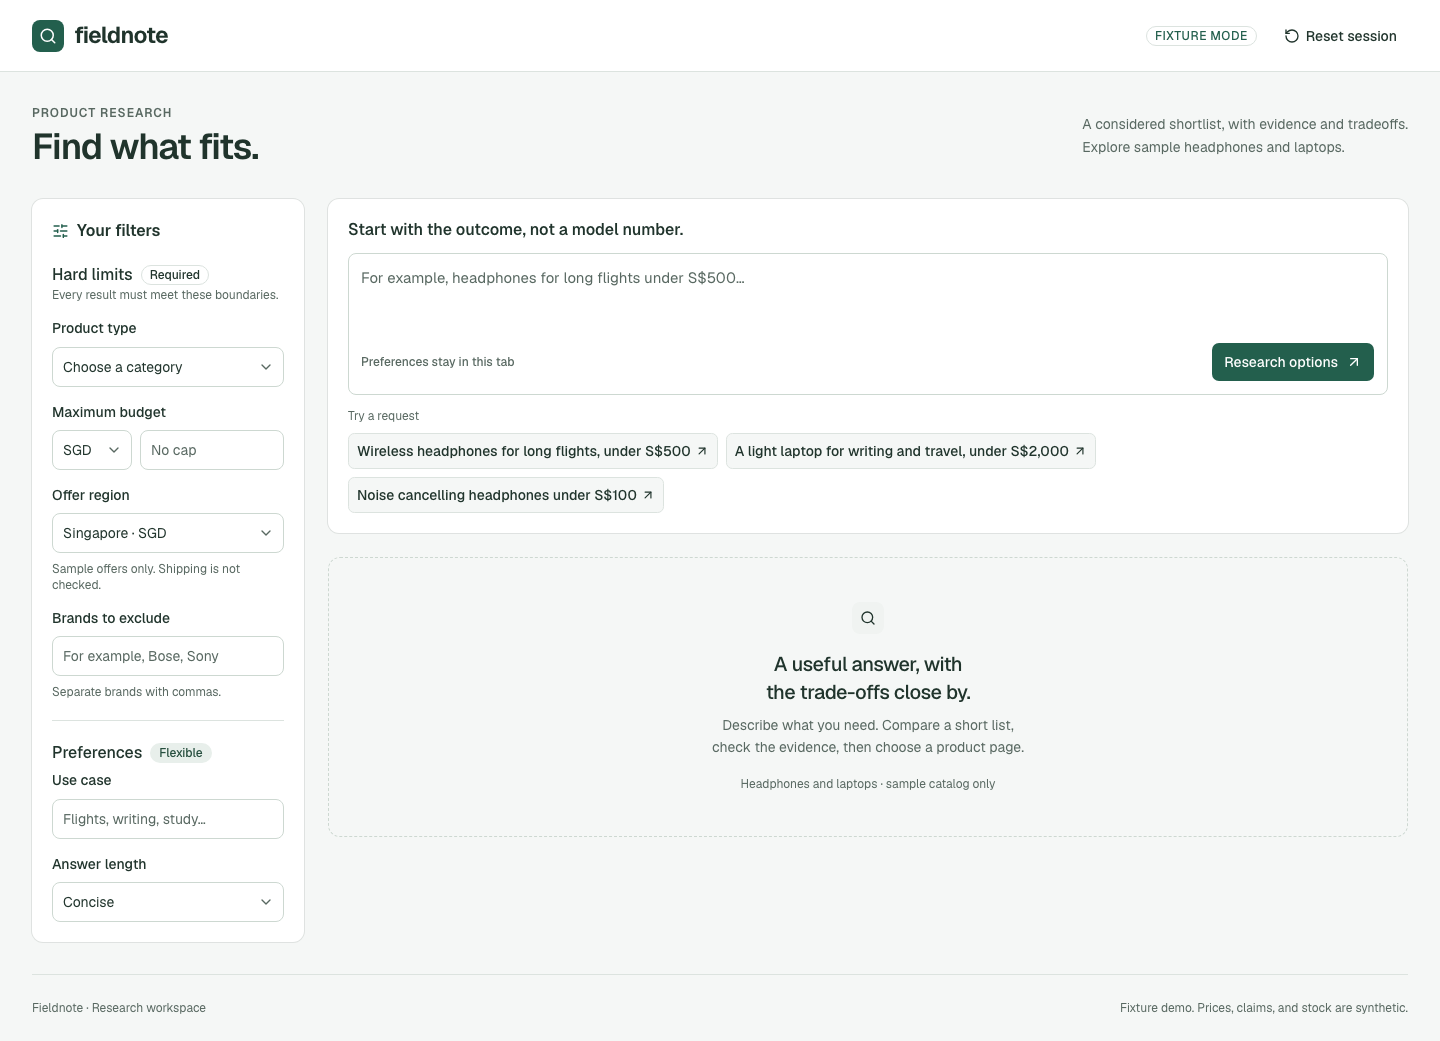 fieldnote
FIXTURE MODE
Reset session
PRODUCT RESEARCH
Find what fits.
A considered shortlist, with evidence and tradeoffs.
Explore sample headphones and laptops.
Your filters
Hard limits
Required
Every result must meet these boundaries.
Product type
Choose a category
Maximum budget
SGD
No cap
Offer region
Singapore · SGD
Sample offers only. Shipping is not
checked.
Brands to exclude
For example, Bose, Sony
Separate brands with commas.
Preferences
Flexible
Use case
Flights, writing, study…
Answer length
Concise
Start with the outcome, not a model number.
For example, headphones for long flights under S$500…
Preferences stay in this tab
Research options
Try a request
Wireless headphones for long flights, under S$500
A light laptop for writing and travel, under S$2,000
Noise cancelling headphones under S$100
A useful answer, with
the trade-offs close by.
Describe what you need. Compare a short list,
check the evidence, then choose a product page.
Headphones and laptops · sample catalog only
Fieldnote · Research workspace
Fixture demo. Prices, claims, and stock are synthetic.